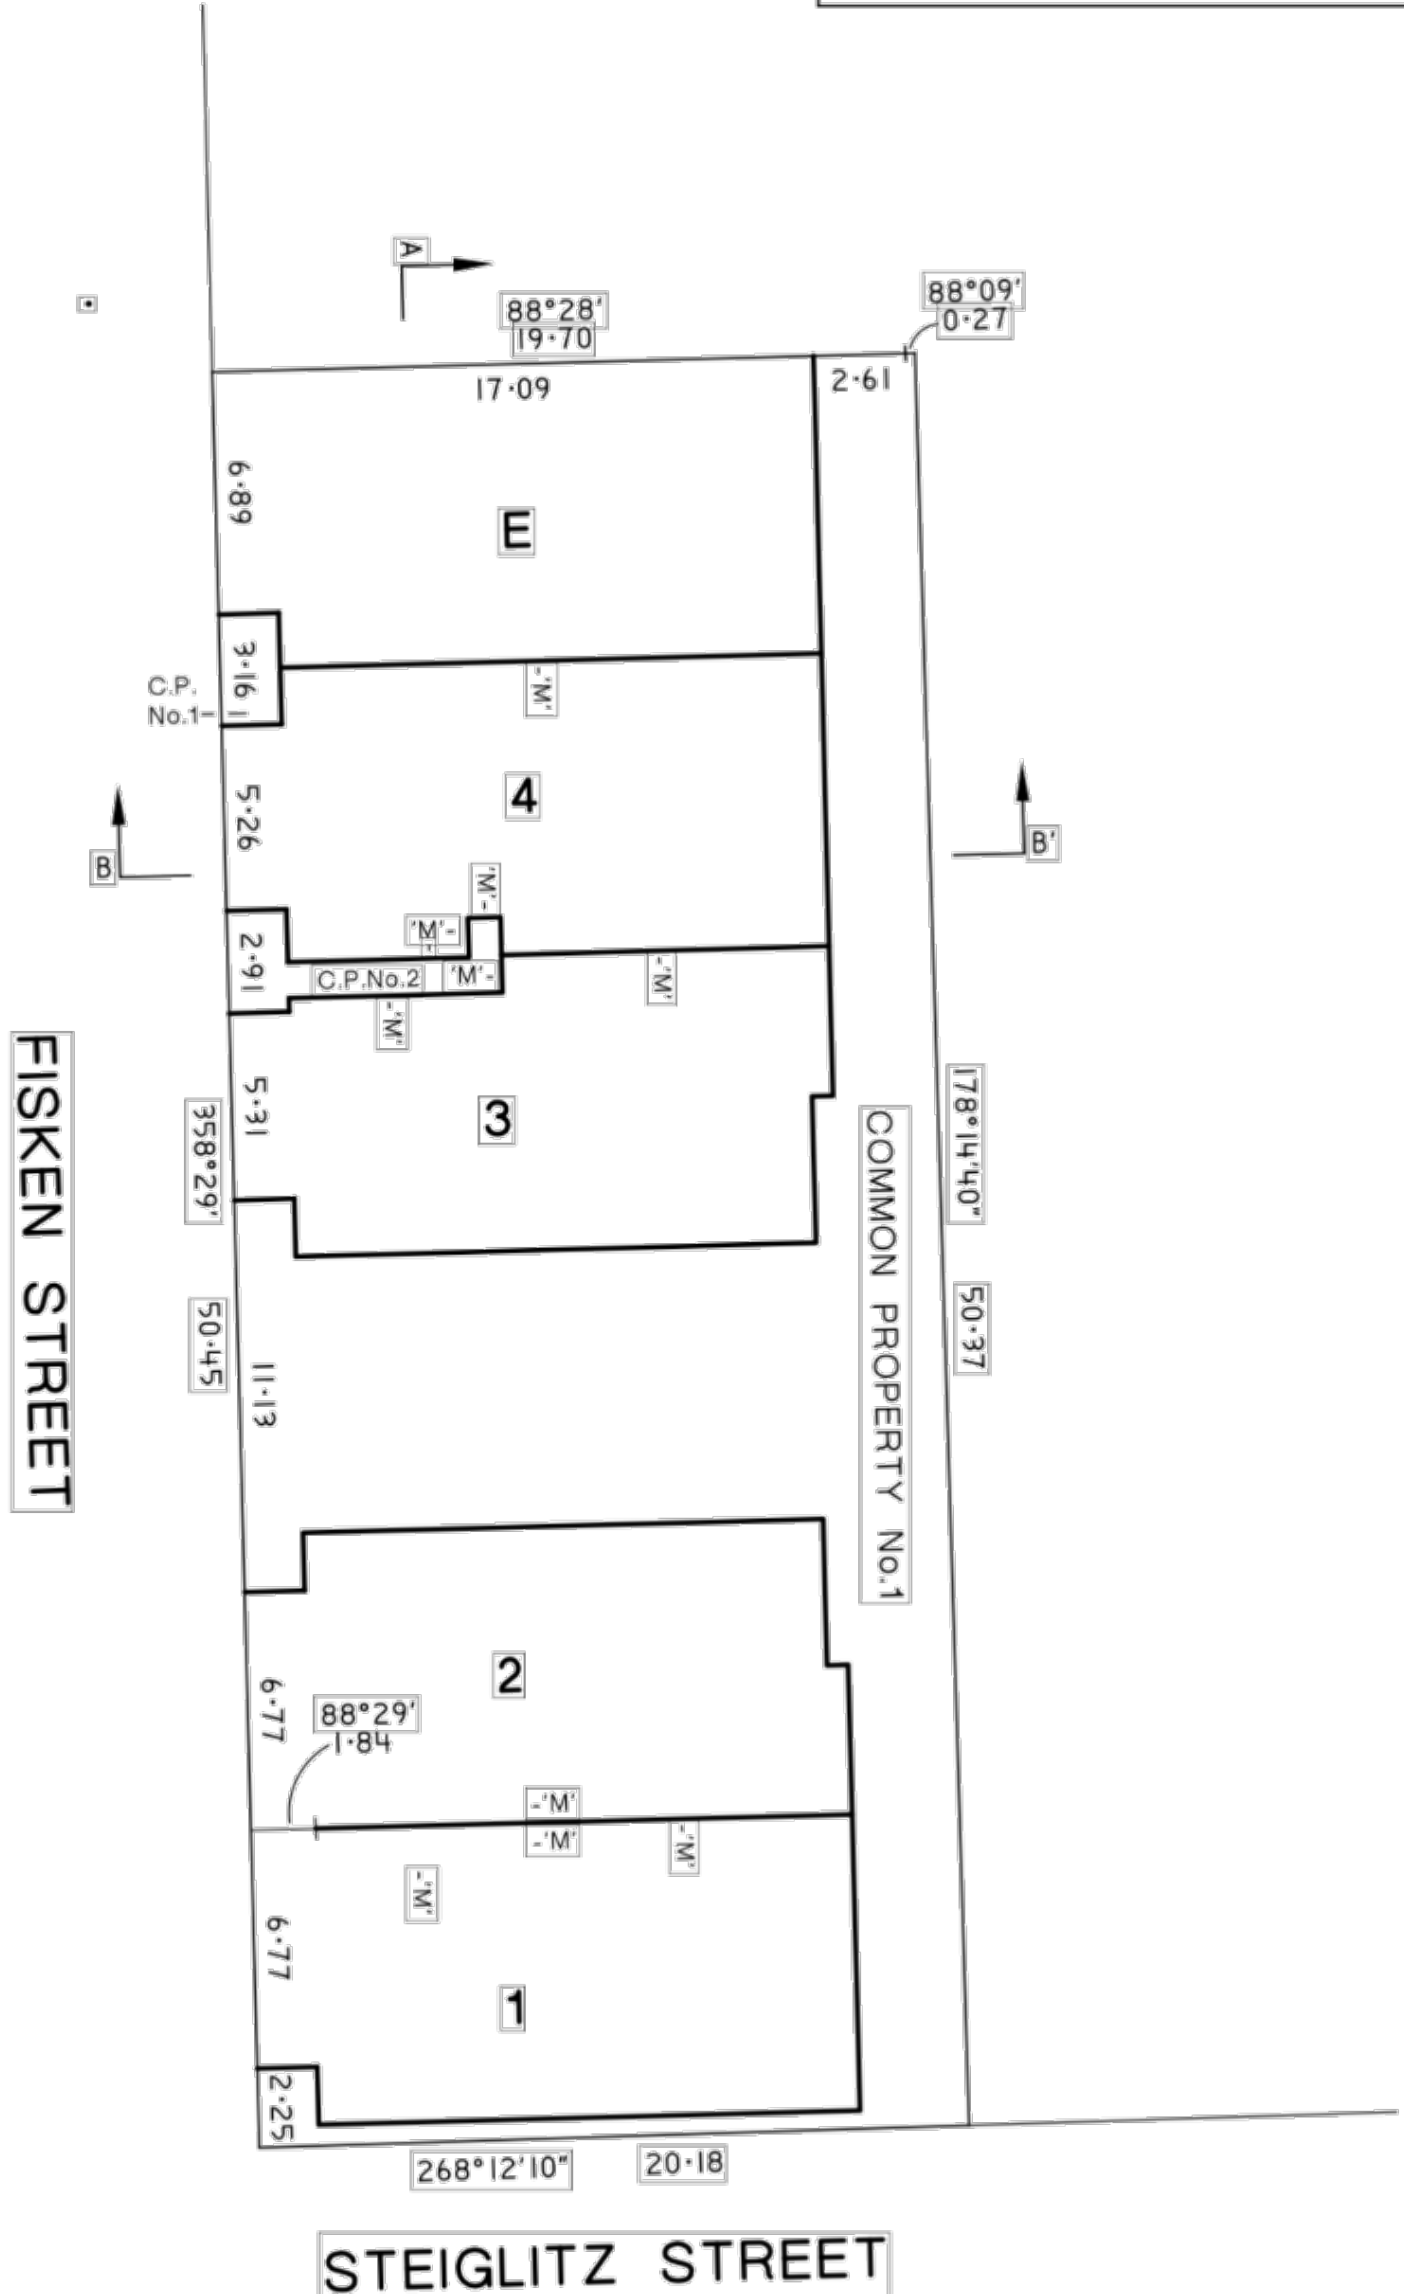 A
88°28'
19·70
88°09'
0·27
17·09
2·61
6·89
E
3·16
C.P.
No.1
'M'
5·26
4
B
B'
'M'
'M'
2·91
C.P.No.2
'M'
'M'
'M'
5·31
3
358°29'
178°14'40"
FISKEN STREET
COMMON PROPERTY No.1
50·45
50·37
11·13
2
6·77
88°29'
1·84
'M'
'M'
'M'
'M'
6·77
1
2·25
268°12'10"
20·18
STEIGLITZ STREET